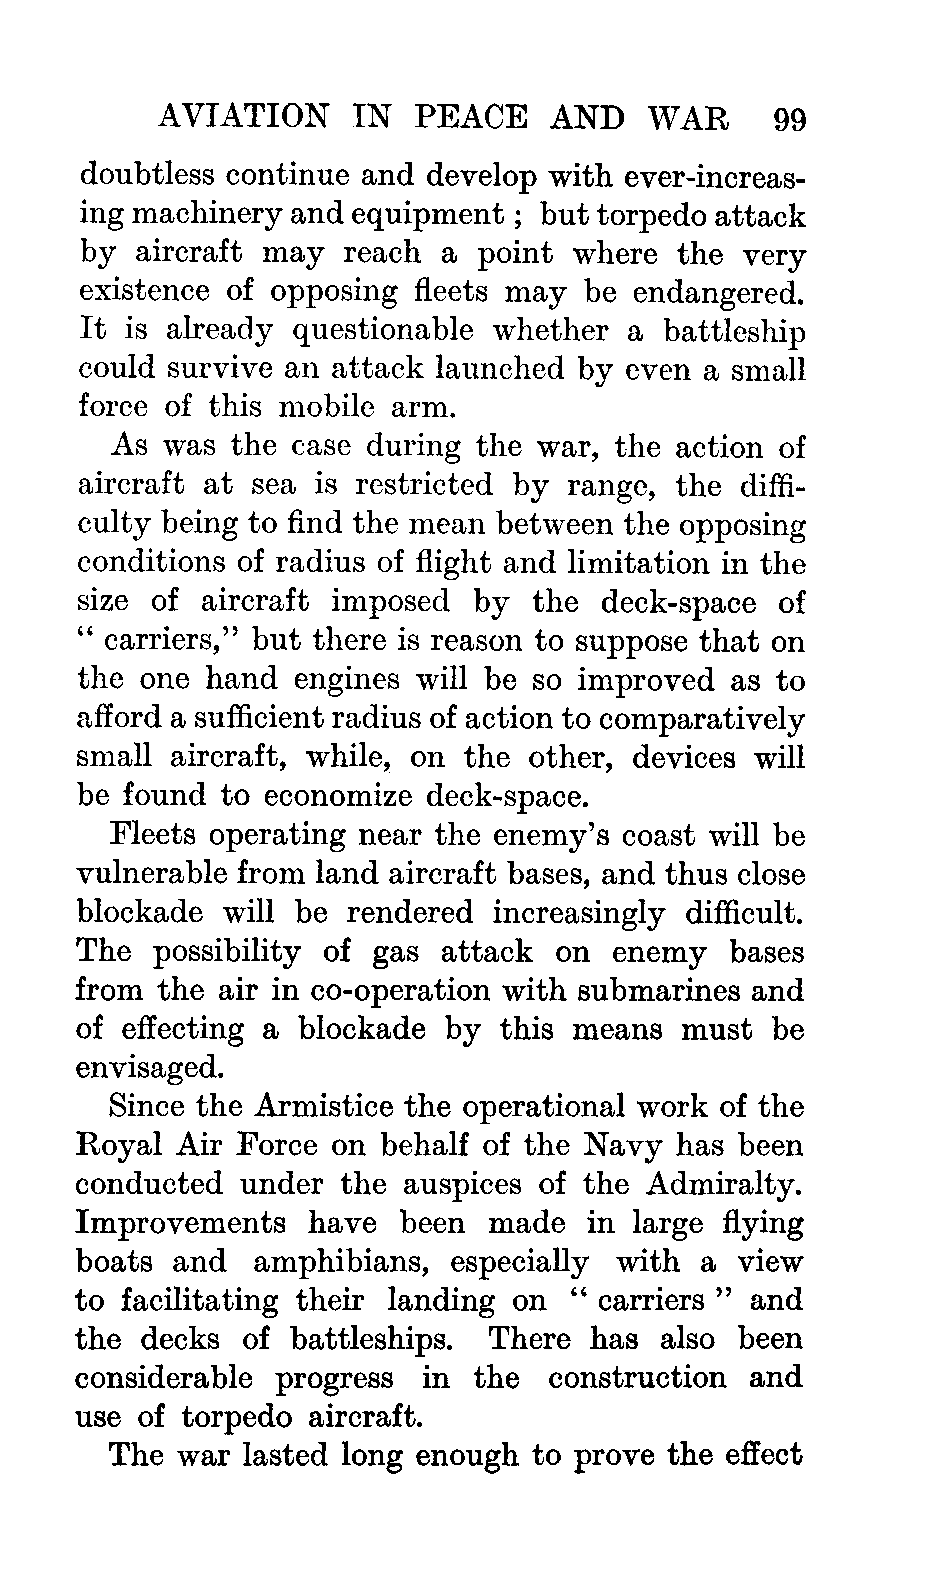 AVIATION IN PEACE AND WAR 99
doubtless continue and develop with ever-increas-
ing machinery and equipment ; but torpedo attack
by aircraft may reach a point where the very
existence of opposing fleets may be endangered.
It is already questionable whether a battleship
could survive an attack launched by even a small
force of this mobile arm.
As was the case during the war, the action of
aircraft at sea is restricted by range, the diffi-
culty being to find the mean between the opposing
conditions of radius of flight and limitation in the
size of aircraft imposed by the deck-space of
“ carriers,” but there is reason to suppose that on
the one hand engines will be so improved as to
afford a sufficient radius of action to comparatively
small aircraft, while, on the other, devices will
be found to economize deck-space.
Fleets operating near the enemy’s coast will be
vulnerable from land aircraft bases, and thus close
blockade will be rendered increasingly difficult.
The possibility of gas attack on enemy bases
from the air in co-operation with submarines and
of effecting a blockade by this means must be
envisaged.
Since the Armistice the operational work of the
Royal Air Force on behalf of the Navy has been
conducted under the auspices of the Admiralty.
Improvements have been made in large flying
boats and amphibians, especially with a view
to facilitating their landing on “ carriers ” and
the decks of battleships. There has also been
considerable progress in the construction and
use of torpedo aircraft.
The war lasted long enough to prove the effect